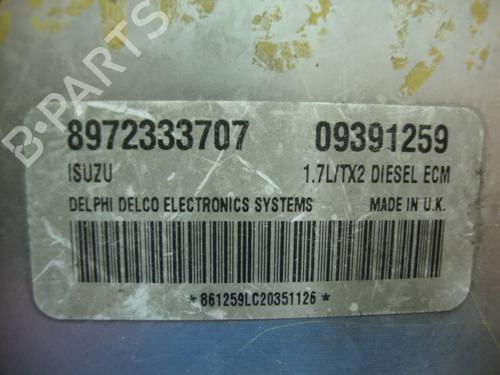 B-PARTS
8972333707 09391259
ISUZU 1.7L/TX2 DIESEL ECM
DELPHI DELCO ELECTRONICS SYSTEMS MADE IN U.K.
*861259LC20351126*